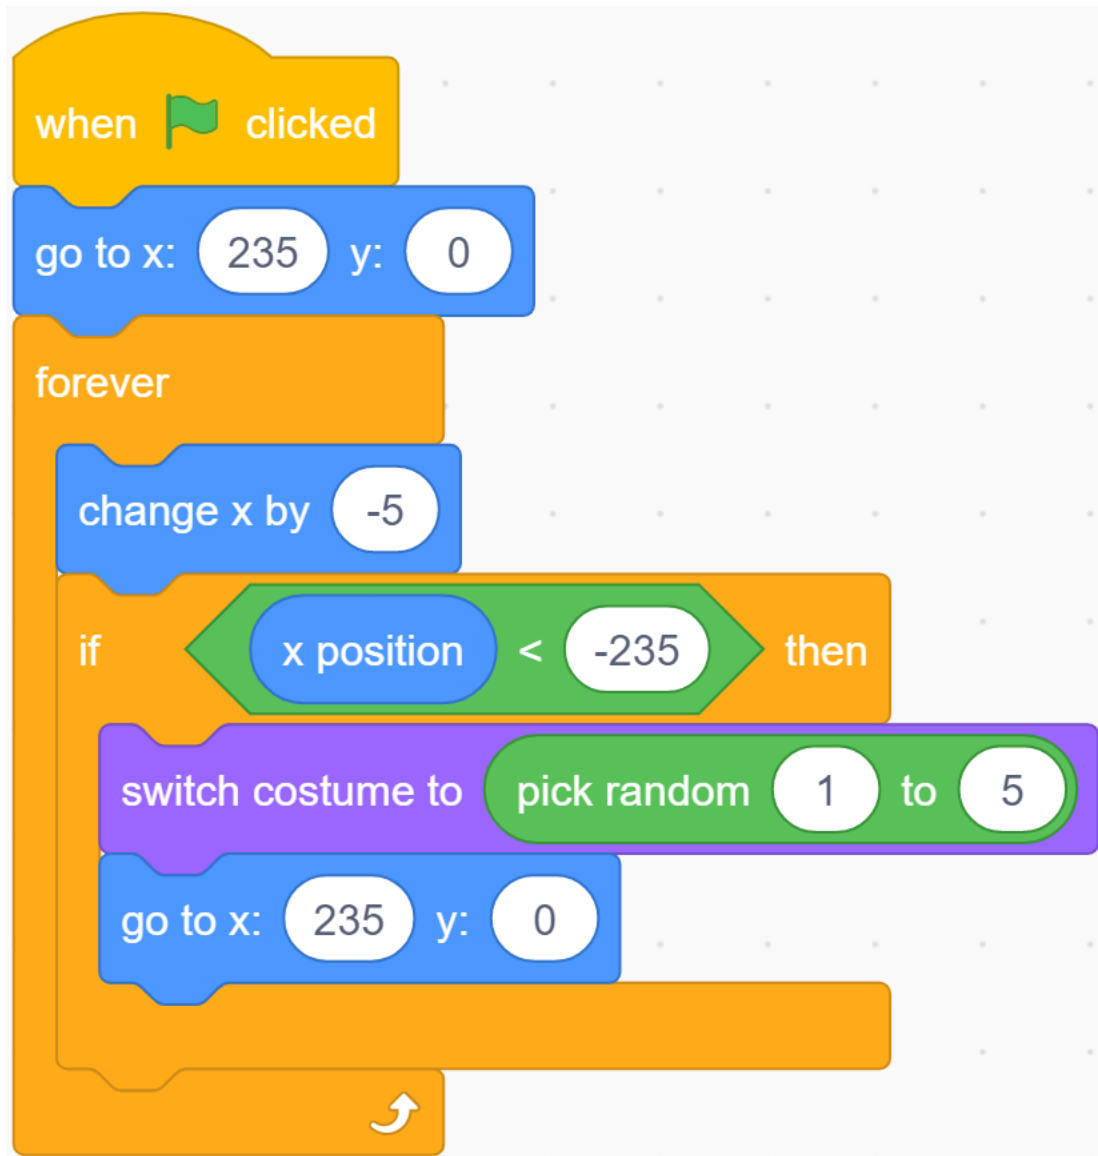 when clicked
go to x: 235 y: 0
forever
change x by -5
if x position < -235 then
switch costume to pick random 1 to 5
go to x: 235 y: 0